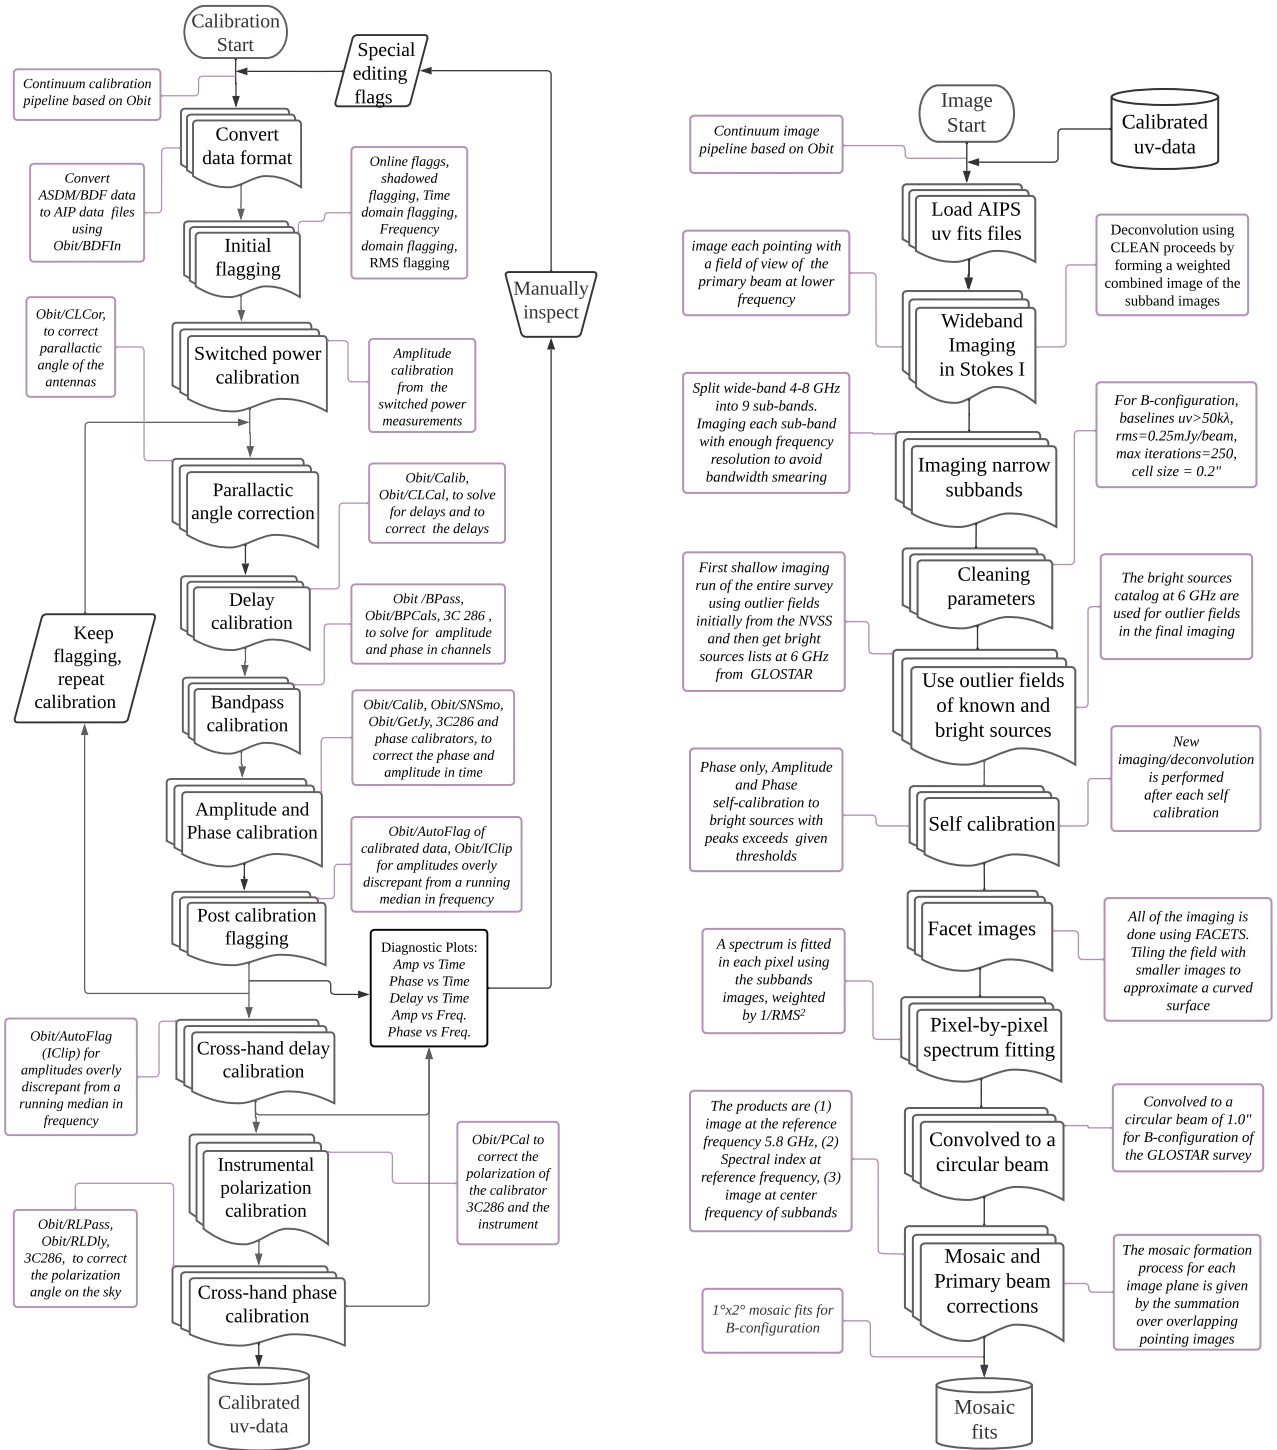 Calibration
Start
Special
editing
flags
Continuum calibration
pipeline based on Obit
Convert
data format
Convert
ASDM/BDF data
to AIP data files
using
Obit/BDFIn
Online flaggs,
shadowed
flagging, Time
domain flagging,
Frequency
domain flagging,
RMS flagging
Initial
flagging
Manually
inspect
Obit/CLCor,
to correct
parallactic
angle of the
antennas
Switched power
calibration
Amplitude
calibration
from the
switched power
measurements
Parallactic
angle correction
Obit/Calib,
Obit/CLCal, to solve
for delays and to
correct the delays
Delay
calibration
Obit /BPass,
Obit/BPCals, 3C 286 ,
to solve for amplitude
and phase in channels
Keep
flagging,
repeat
calibration
Bandpass
calibration
Obit/Calib, Obit/SNSmo,
Obit/GetJy, 3C286 and
phase calibrators, to
correct the phase and
amplitude in time
Amplitude and
Phase calibration
Obit/AutoFlag of
calibrated data, Obit/IClip
for amplitudes overly
discrepant from a running
median in frequency
Post calibration
flagging
Diagnostic Plots:
Amp vs Time
Phase vs Time
Delay vs Time
Amp vs Freq.
Phase vs Freq.
Obit/AutoFlag
(IClip) for
amplitudes overly
discrepant from a
running median in
frequency
Cross-hand delay
calibration
Obit/PCal to
correct the
polarization of
the calibrator
3C286 and the
instrument
Instrumental
polarization
calibration
Obit/RLPass,
Obit/RLDly,
3C286, to correct
the polarization
angle on the sky
Cross-hand phase
calibration
Calibrated
uv-data
Image
Start
Calibrated
uv-data
Continuum image
pipeline based on Obit
Load AIPS
uv fits files
image each pointing with
a field of view of the
primary beam at lower
frequency
Deconvolution using
CLEAN proceeds by
forming a weighted
combined image of the
subband images
Wideband
Imaging
in Stokes I
Split wide-band 4-8 GHz
into 9 sub-bands.
Imaging each sub-band
with enough frequency
resolution to avoid
bandwidth smearing
For B-configuration,
baselines uv>50kλ,
rms=0.25mJy/beam,
max iterations=250,
cell size = 0.2"
Imaging narrow
subbands
First shallow imaging
run of the entire survey
using outlier fields
initially from the NVSS
and then get bright
sources lists at 6 GHz
from GLOSTAR
Cleaning
parameters
The bright sources
catalog at 6 GHz are
used for outlier fields
in the final imaging
Use outlier fields
of known and
bright sources
Phase only, Amplitude
and Phase
self-calibration to
bright sources with
peaks exceeds given
thresholds
New
imaging/deconvolution
is performed
after each self
calibration
Self calibration
Facet images
All of the imaging is
done using FACETS.
Tiling the field with
smaller images to
approximate a curved
surface
A spectrum is fitted
in each pixel using
the subbands
images, weighted
by 1/RMS²
Pixel-by-pixel
spectrum fitting
The products are (1)
image at the reference
frequency 5.8 GHz, (2)
Spectral index at
reference frequency, (3)
image at center
frequency of subbands
Convolved to a
circular beam
Convolved to a
circular beam of 1.0"
for B-configuration of
the GLOSTAR survey
Mosaic and
Primary beam
corrections
The mosaic formation
process for each
image plane is given
by the summation
over overlapping
pointing images
1°x2° mosaic fits for
B-configuration
Mosaic
fits